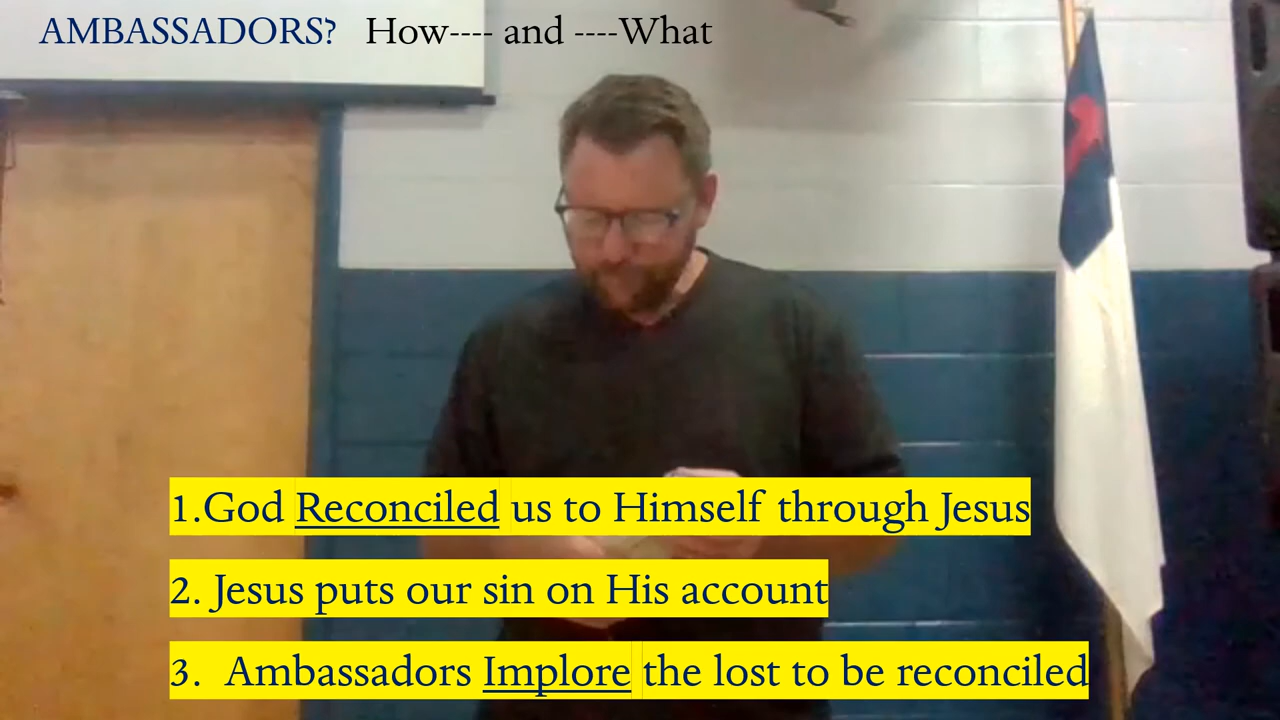 AMBASSADORS? How---- and ----What
1.God Reconciled us to Himself through Jesus
2. Jesus puts our sin on His account
3. Ambassadors Implore the lost to be reconciled